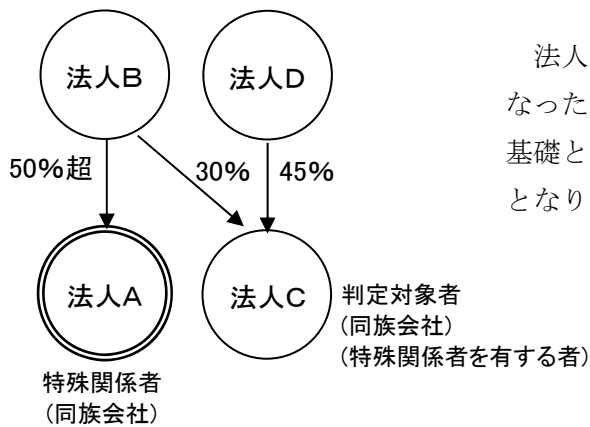 法人B
法人D
50%超
30%
45%
法人A
法人C
特殊関係者
(同族会社)
判定対象者
(同族会社)
(特殊関係者を有する者)
法人
なった
基礎と
となり